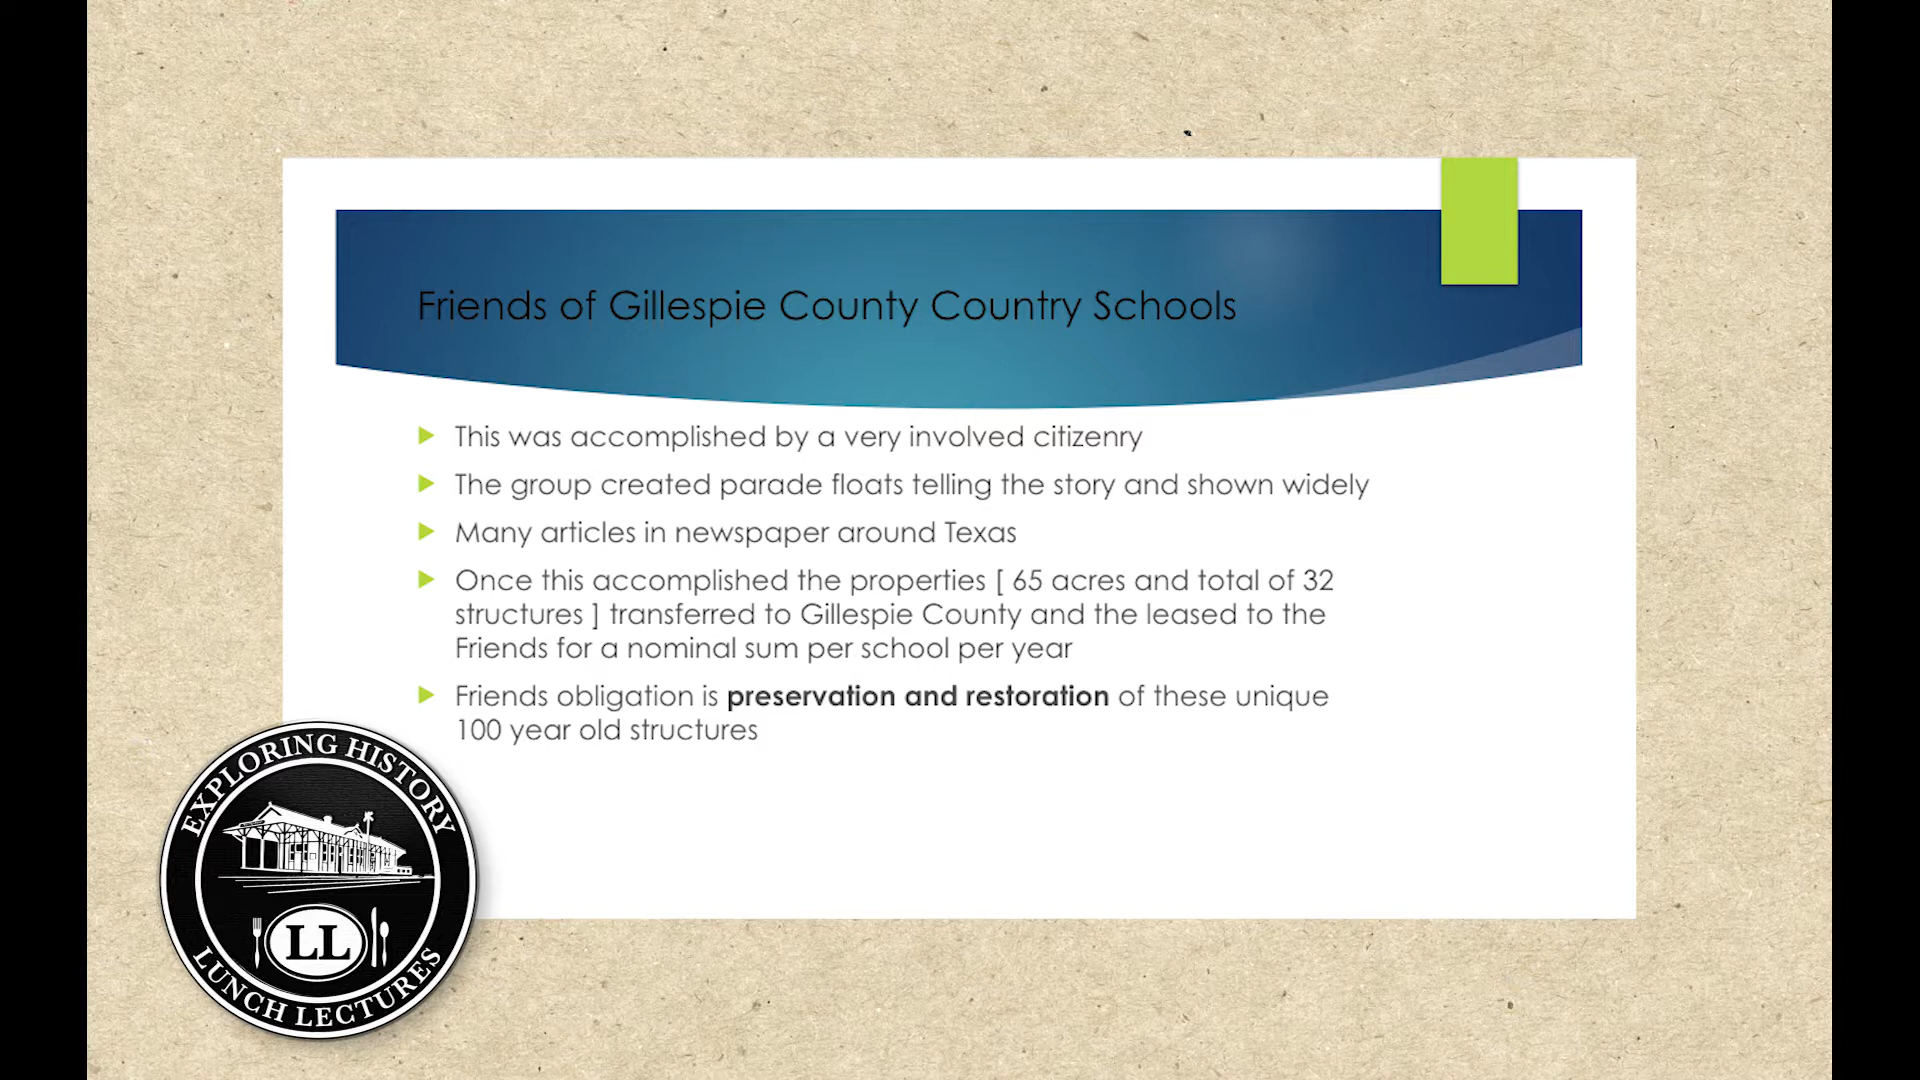 Friends of Gillespie County Country Schools
This was accomplished by a very involved citizenry
The group created parade floats telling the story and shown widely
Many articles in newspaper around Texas
Once this accomplished the properties [ 65 acres and total of 32
structures ] transferred to Gillespie County and the leased to the
Friends for a nominal sum per school per year
Friends obligation is preservation and restoration of these unique
100 year old structures
EXPLORING HISTORY
LL
LUNCH LECTURES